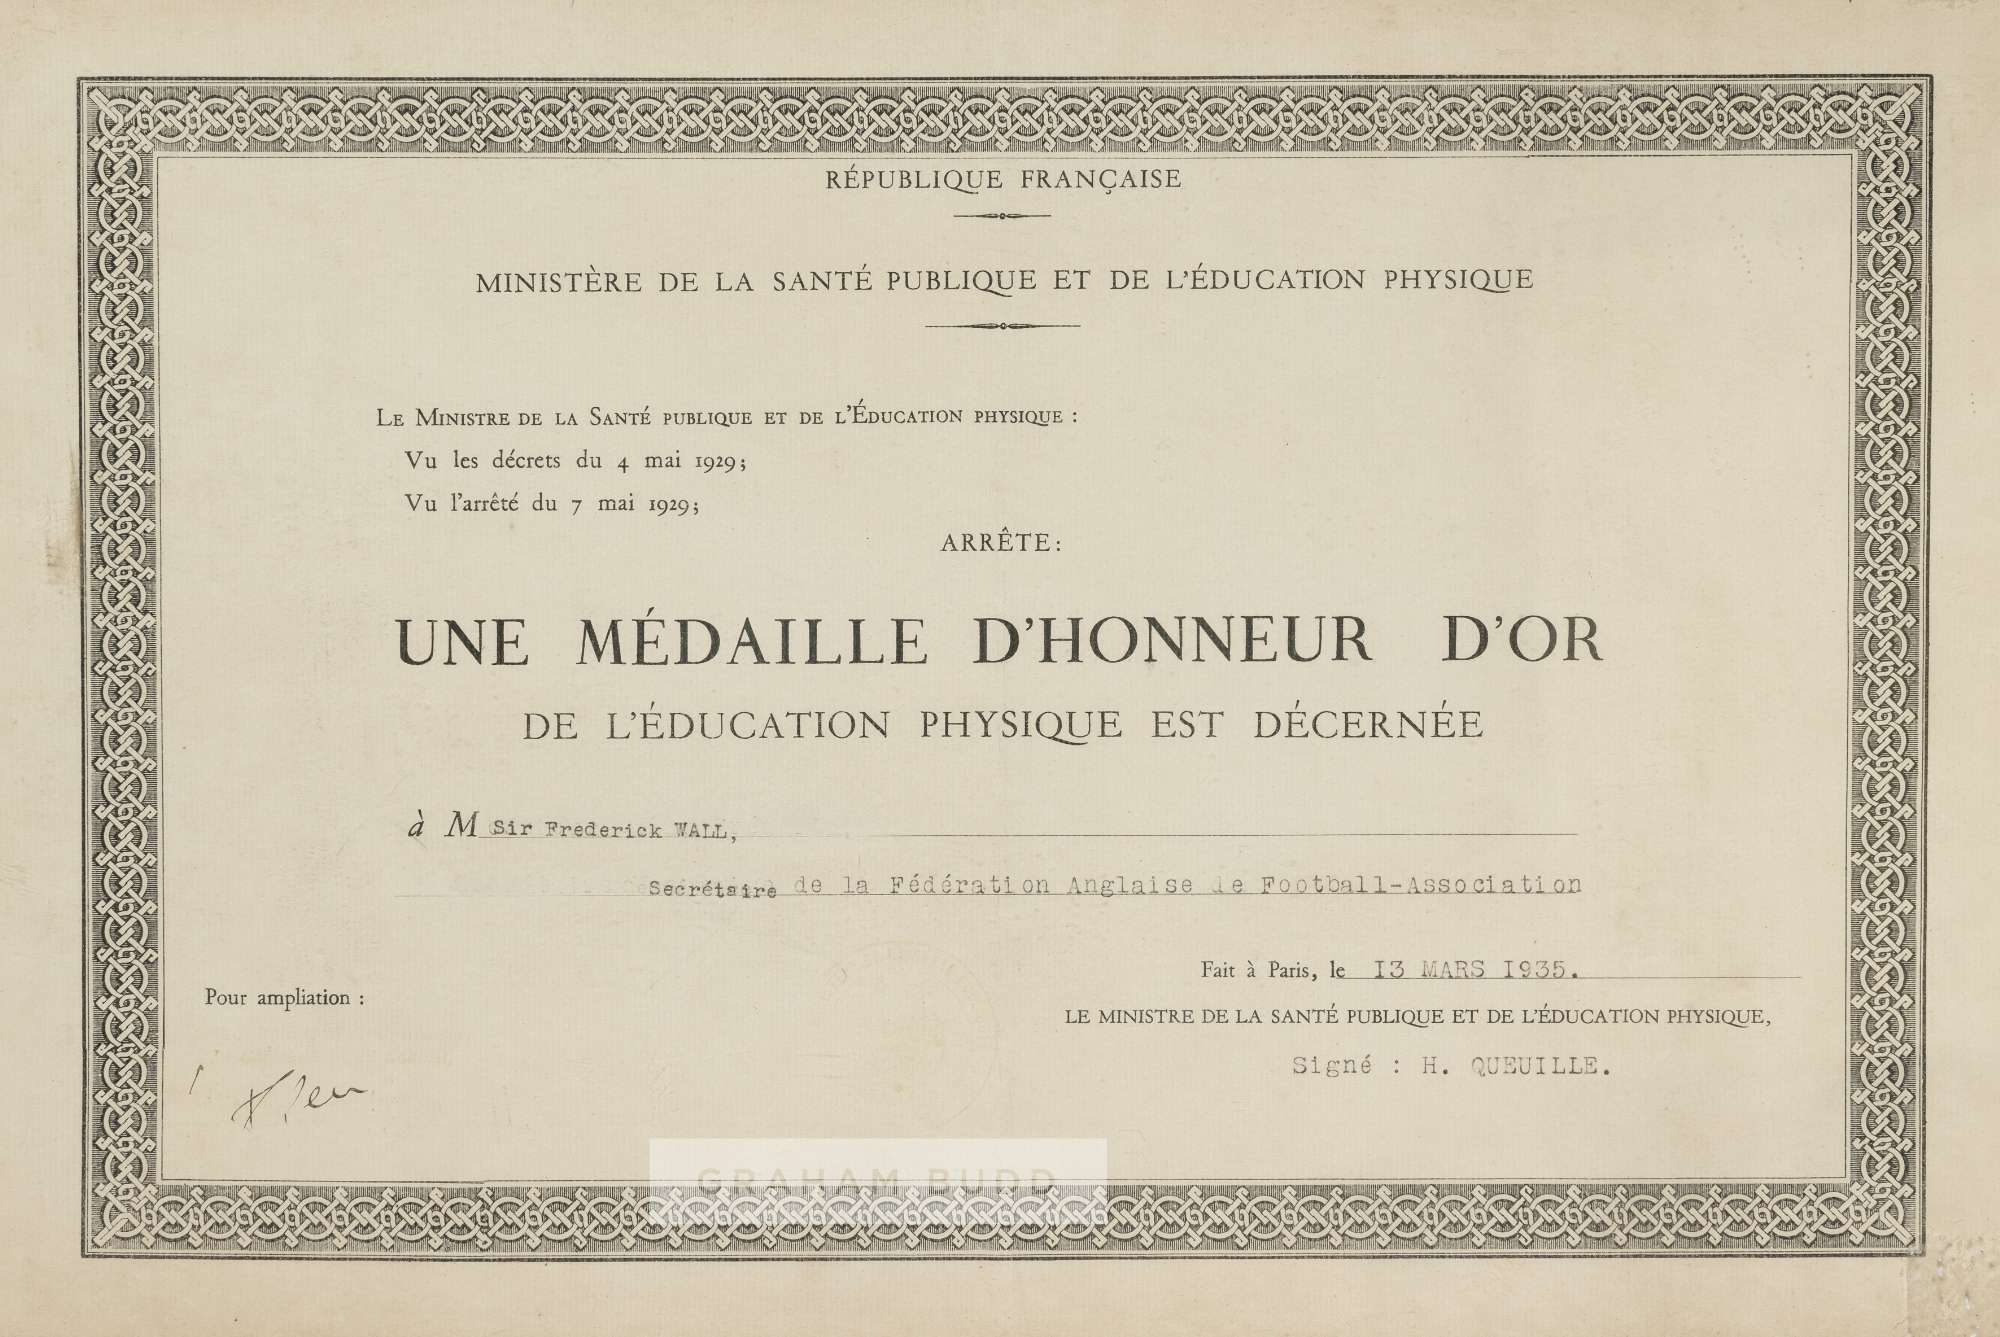 RÉPUBLIQUE FRANÇAISE
MINISTÈRE DE LA SANTÉ PUBLIQUE ET DE L'ÉDUCATION PHYSIQUE
Le Ministre de la Santé publique et de l'Éducation physique :
Vu les décrets du 4 mai 1929;
Vu l'arrêté du 7 mai 1929;
ARRÊTE:
UNE MÉDAILLE D'HONNEUR D'OR
DE L'ÉDUCATION PHYSIQUE EST DÉCERNÉE
à M Sir Frederick WALL,
Secrétaire de la Fédération Anglaise de Football-Association
Fait à Paris, le 13 MARS 1935.
Pour ampliation :
LE MINISTRE DE LA SANTÉ PUBLIQUE ET DE L'ÉDUCATION PHYSIQUE,
Signé : H. QUEUILLE.
GRAHAM BUDD